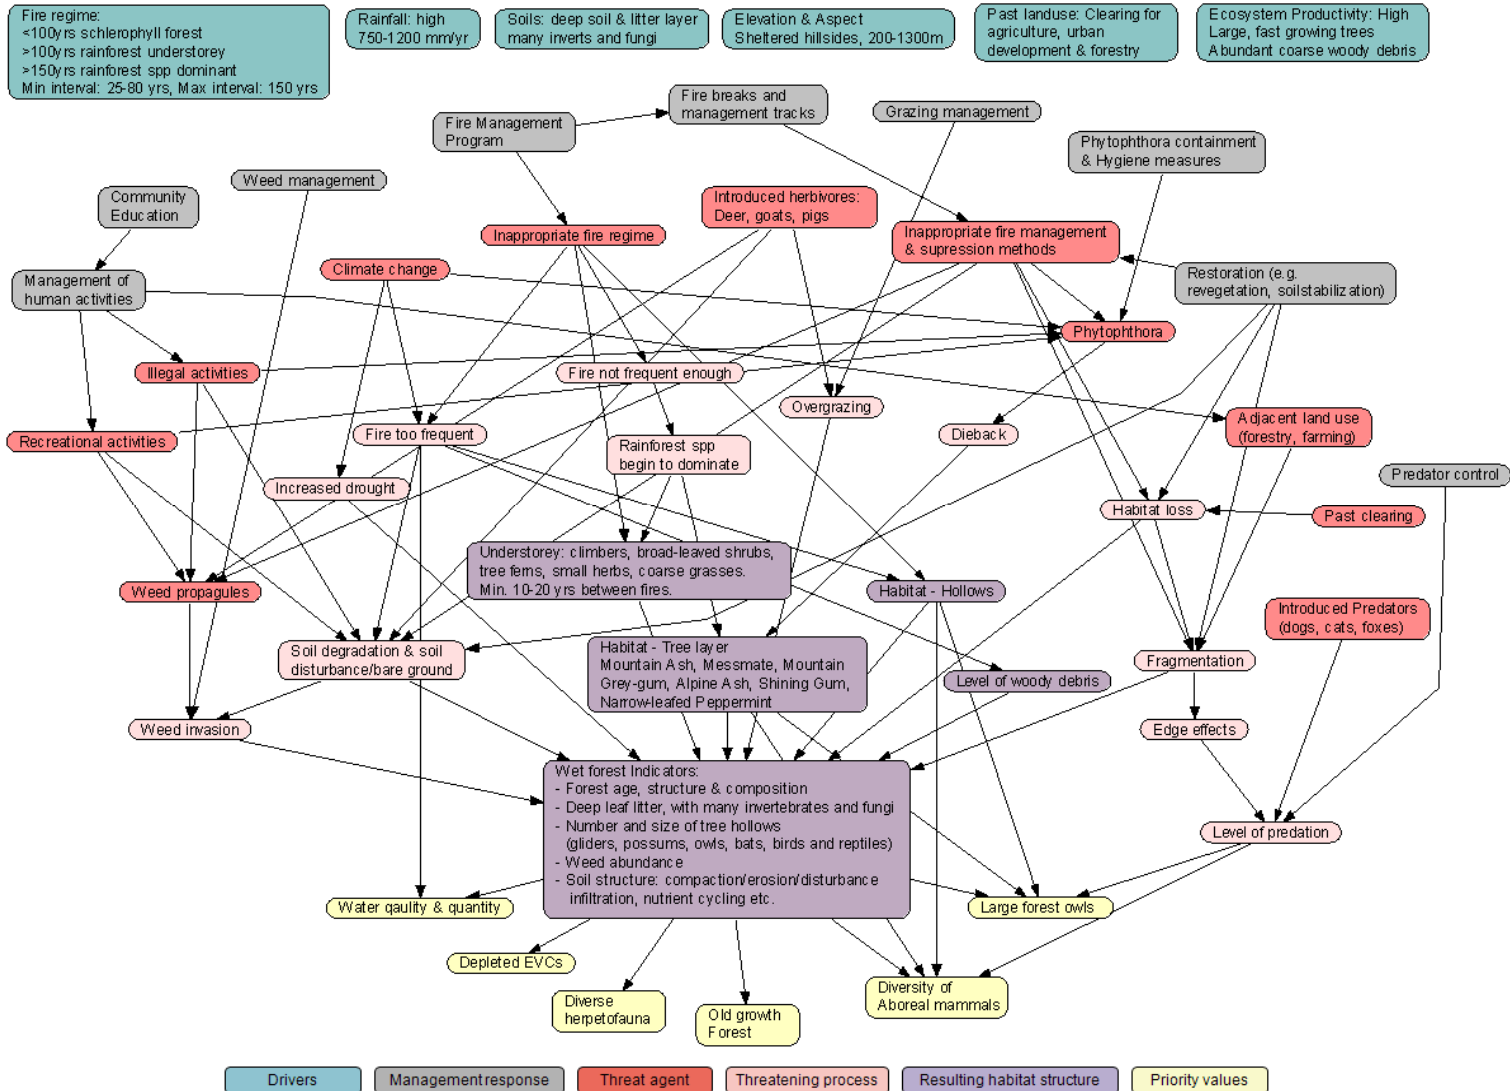 Fire regime:
<100yrs schlerophyll forest
>100yrs rainforest understorey
>150yrs rainforest spp dominant
Min interval: 25-80 yrs, Max interval: 150 yrs
Rainfall: high
750-1200 mm/yr
Soils: deep soil & litter layer
many inverts and fungi
Elevation & Aspect
Sheltered hillsides, 200-1300m
Past landuse: Clearing for
agriculture, urban
development & forestry
Ecosystem Productivity: High
Large, fast growing trees
Abundant coarse woody debris
Fire breaks and
management tracks
Grazing management
Fire Management
Program
Phytophthora containment
& Hygiene measures
Weed management
Community
Education
Introduced herbivores:
Deer, goats, pigs
Inappropriate fire regime
Inappropriate fire management
& supression methods
Climate change
Management of
human activities
Restoration (e.g.
revegetation, soilstabilization)
Phytophthora
Illegal activities
Fire not frequent enough
Overgrazing
Adjacent land use
(forestry, farming)
Recreational activities
Fire too frequent
Dieback
Rainforest spp
begin to dominate
Predator control
Increased drought
Habitat loss
Past clearing
Understorey: climbers, broad-leaved shrubs,
tree ferns, small herbs, coarse grasses.
Min. 10-20 yrs between fires.
Weed propagules
Habitat - Hollows
Introduced Predators
(dogs, cats, foxes)
Soil degradation & soil
disturbance/bare ground
Habitat - Tree layer
Mountain Ash, Messmate, Mountain
Grey-gum, Alpine Ash, Shining Gum,
Narrow-leafed Peppermint
Fragmentation
Level of woody debris
Weed invasion
Edge effects
Wet forest Indicators:
- Forest age, structure & composition
- Deep leaf litter, with many invertebrates and fungi
- Number and size of tree hollows
(gliders, possums, owls, bats, birds and reptiles)
- Weed abundance
- Soil structure: compaction/erosion/disturbance
infiltration, nutrient cycling etc.
Level of predation
Water qaulity & quantity
Large forest owls
Depleted EVCs
Diversity of
Aboreal mammals
Diverse
herpetofauna
Old growth
Forest
Drivers
Management response
Threat agent
Threatening process
Resulting habitat structure
Priority values